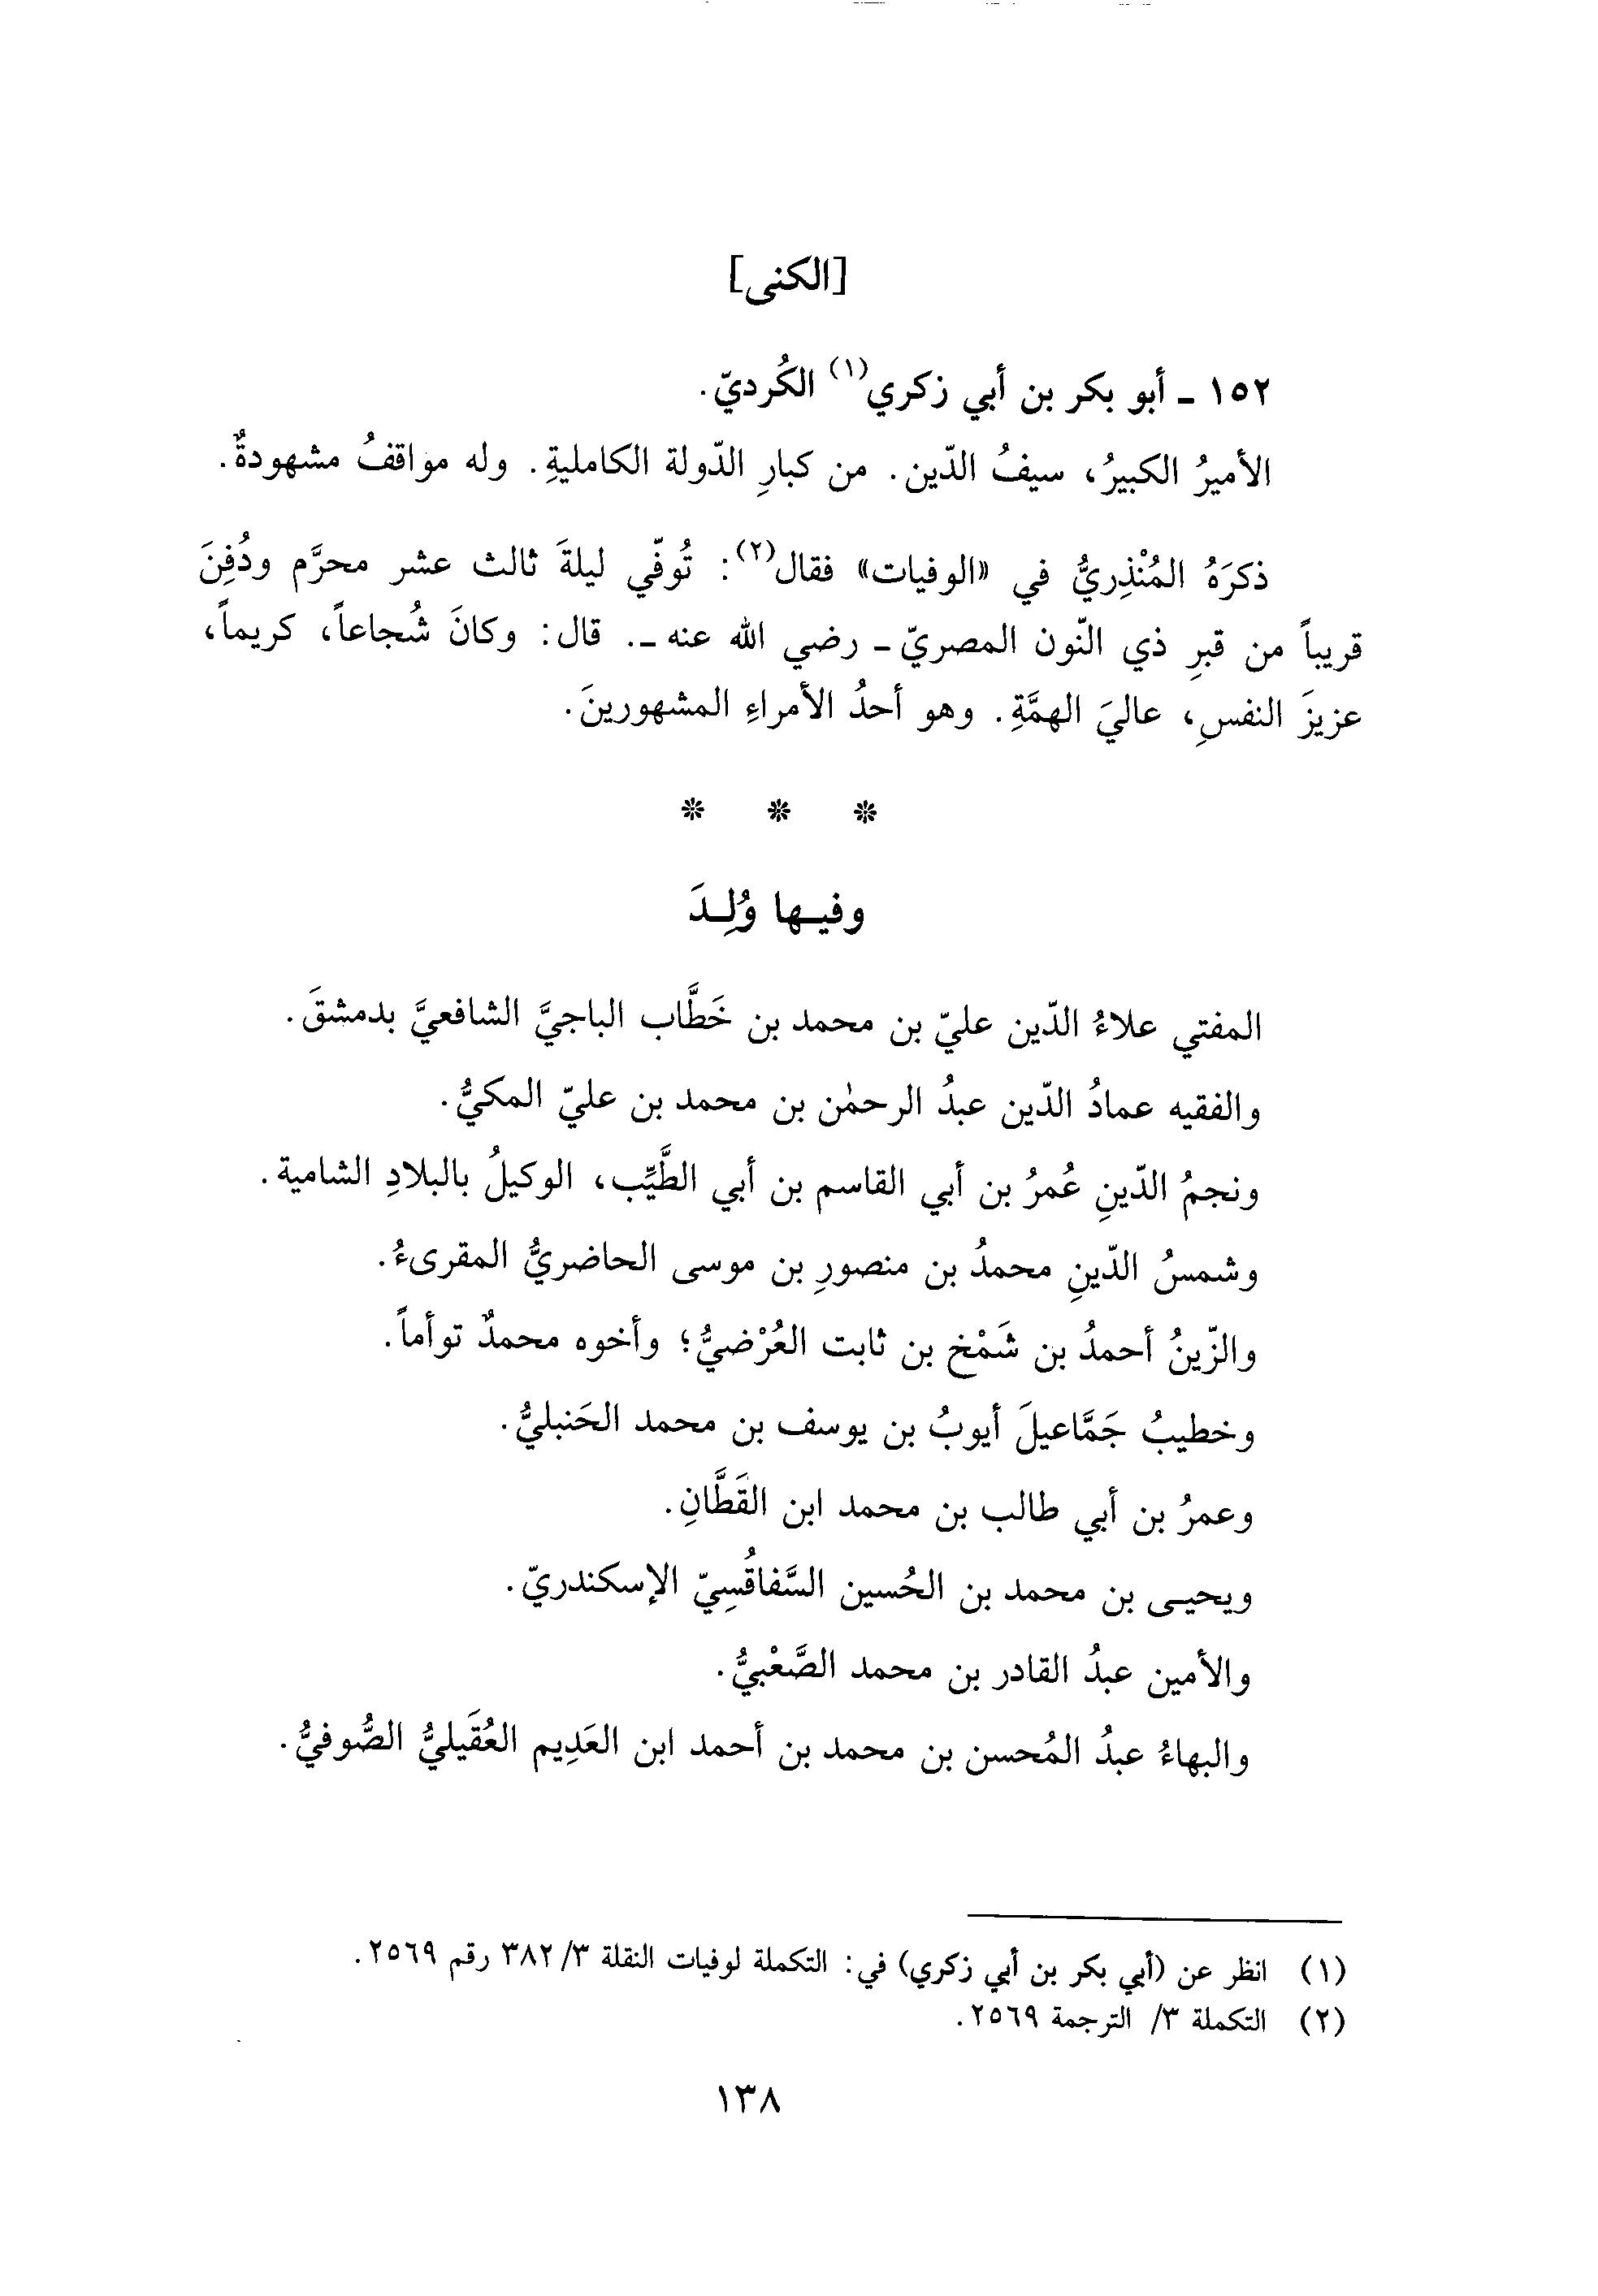 [الكنى]
١٥٢ ـ أبو بكر بن أبي زكري(١) الكُرديّ.
الأميرُ الكبيرُ، سيفُ الدّين. من كبارِ الدّولة الكامليةِ. وله مواقفُ مشهودةٌ.
ذكرَهُ المُنْذِريُّ في «الوفيات» فقال(٢): تُوفّي ليلةَ ثالث عشر محرَّم ودُفِنَ
قريباً من قبرِ ذي النّون المصريّ ـ رضي الله عنه ـ. قال: وكانَ شُجاعاً، كريماً،
عزيزَ النفسِ، عاليَ الهمَّةِ. وهو أحدُ الأمراءِ المشهورينَ.
* * *
وفيـها وُلِـدَ
المفتي علاءُ الدّين عليّ بن محمد بن خَطَّاب الباجيَّ الشافعيَّ بدمشقَ.
والفقيه عمادُ الدّين عبدُ الرحمٰن بن محمد بن عليّ المكيُّ.
ونجمُ الدّينِ عُمرُ بن أبي القاسم بن أبي الطَّيِّب، الوكيلُ بالبلادِ الشامية.
وشمسُ الدّينِ محمدُ بن منصورِ بن موسى الحاضريُّ المقرىءُ.
والزّينُ أحمدُ بن شَمْخ بن ثابت العُرْضيُّ؛ وأخوه محمدٌ توأماً.
وخطيبُ جَمَّاعيلَ أيوبُ بن يوسف بن محمد الحَنبليُّ.
وعمرُ بن أبي طالب بن محمد ابن القَطَّانِ.
ويحيـى بن محمد بن الحُسين السَّفاقُسِيّ الإسكندريّ.
والأمين عبدُ القادر بن محمد الصَّعْبيُّ.
والبهاءُ عبدُ المُحسن بن محمد بن أحمد ابن العَدِيم العُقَيليُّ الصُّوفيُّ.
(١) انظر عن (أبي بكر بن أبي زكري) في: التكملة لوفيات النقلة ٣/ ٣٨٢ رقم ٢٥٦٩.
(٢) التكملة ٣/ الترجمة ٢٥٦٩.
١٣٨